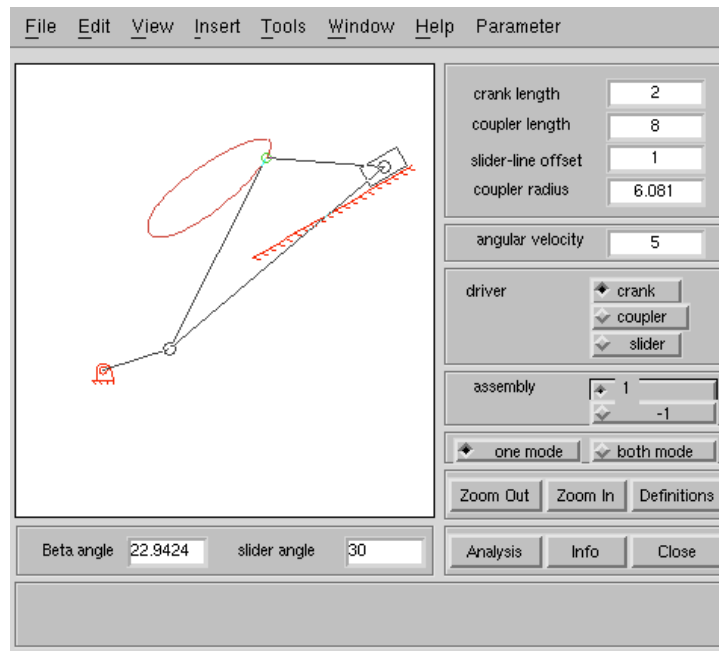 File Edit View Insert Tools Window Help Parameter
crank length 2
coupler length 8
slider-line offset 1
coupler radius 6.081
angular velocity 5
driver crank
coupler
slider
assembly 1
-1
one mode both mode
Zoom Out Zoom In Definitions
Beta angle 22.9424 slider angle 30
Analysis Info Close